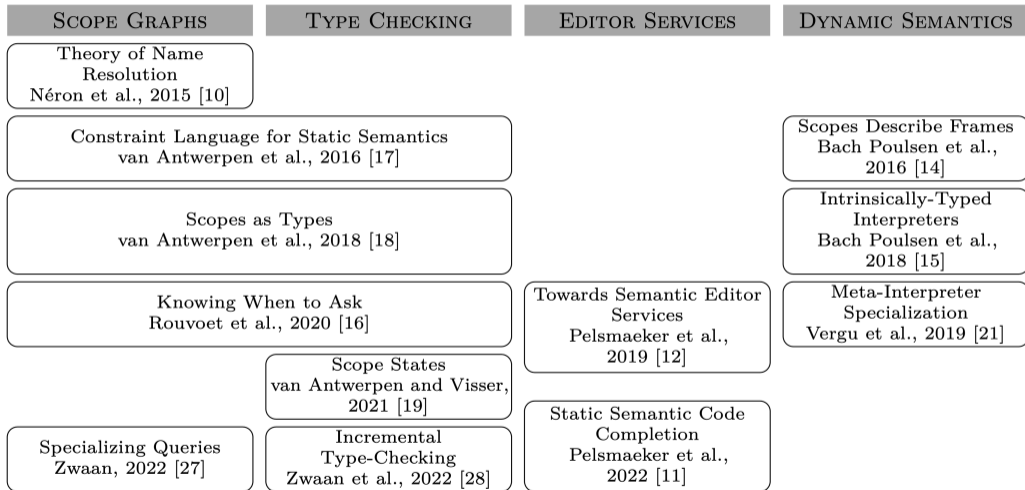 SCOPE GRAPHS
TYPE CHECKING
EDITOR SERVICES
DYNAMIC SEMANTICS
Theory of Name
Resolution
Néron et al., 2015 [10]
Constraint Language for Static Semantics
van Antwerpen et al., 2016 [17]
Scopes Describe Frames
Bach Poulsen et al.,
2016 [14]
Scopes as Types
van Antwerpen et al., 2018 [18]
Intrinsically-Typed
Interpreters
Bach Poulsen et al.,
2018 [15]
Knowing When to Ask
Rouvoet et al., 2020 [16]
Towards Semantic Editor
Services
Pelsmaeker et al.,
2019 [12]
Meta-Interpreter
Specialization
Vergu et al., 2019 [21]
Scope States
van Antwerpen and Visser,
2021 [19]
Static Semantic Code
Completion
Pelsmaeker et al.,
2022 [11]
Specializing Queries
Zwaan, 2022 [27]
Incremental
Type-Checking
Zwaan et al., 2022 [28]